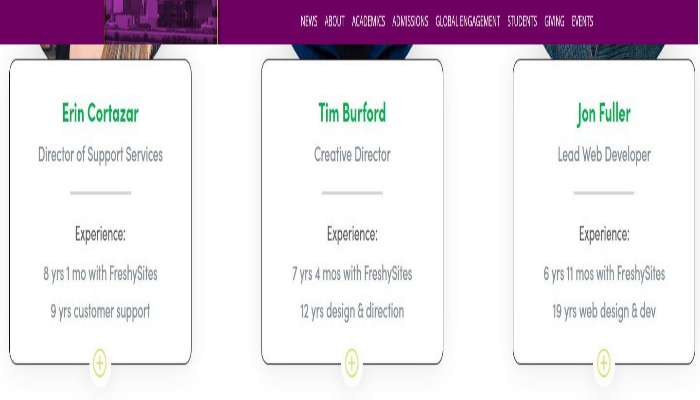 NEWS ABOUT ACADEMICS ADMISSIONS GLOBAL ENGAGEMENT STUDENTS GIVING EVENTS
Erin Cortazar
Director of Support Services
Experience:
8 yrs 1 mo with FreshySites
9 yrs customer support
Tim Burford
Creative Director
Experience:
7 yrs 4 mos with FreshySites
12 yrs design & direction
Jon Fuller
Lead Web Developer
Experience:
6 yrs 11 mos with FreshySites
19 yrs web design & dev